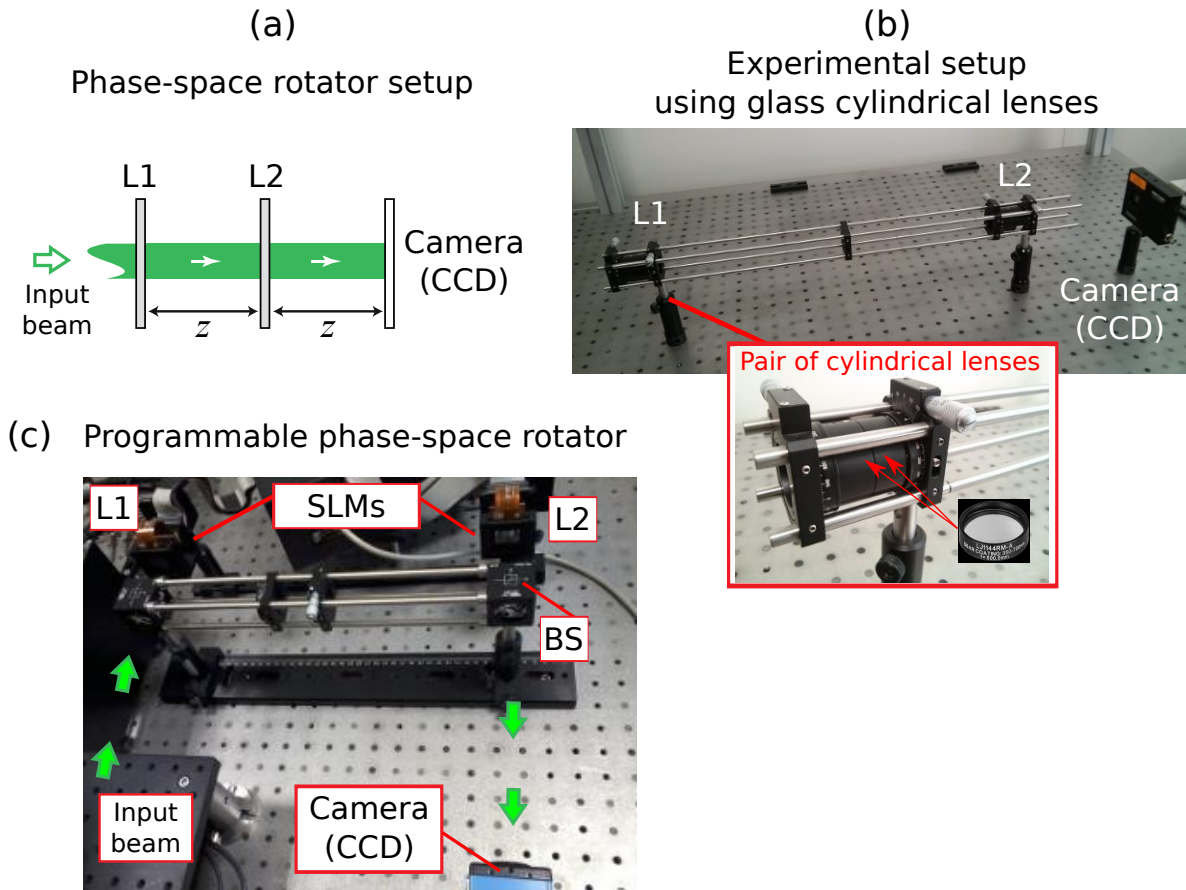 (a)
Phase-space rotator setup
L1
L2
Camera
(CCD)
Input
beam
z
z
(b)
Experimental setup
using glass cylindrical lenses
L1
L2
Camera
(CCD)
Pair of cylindrical lenses
LJ1144RM-A
(c)
Programmable phase-space rotator
L1
SLMs
L2
BS
Input
beam
Camera
(CCD)